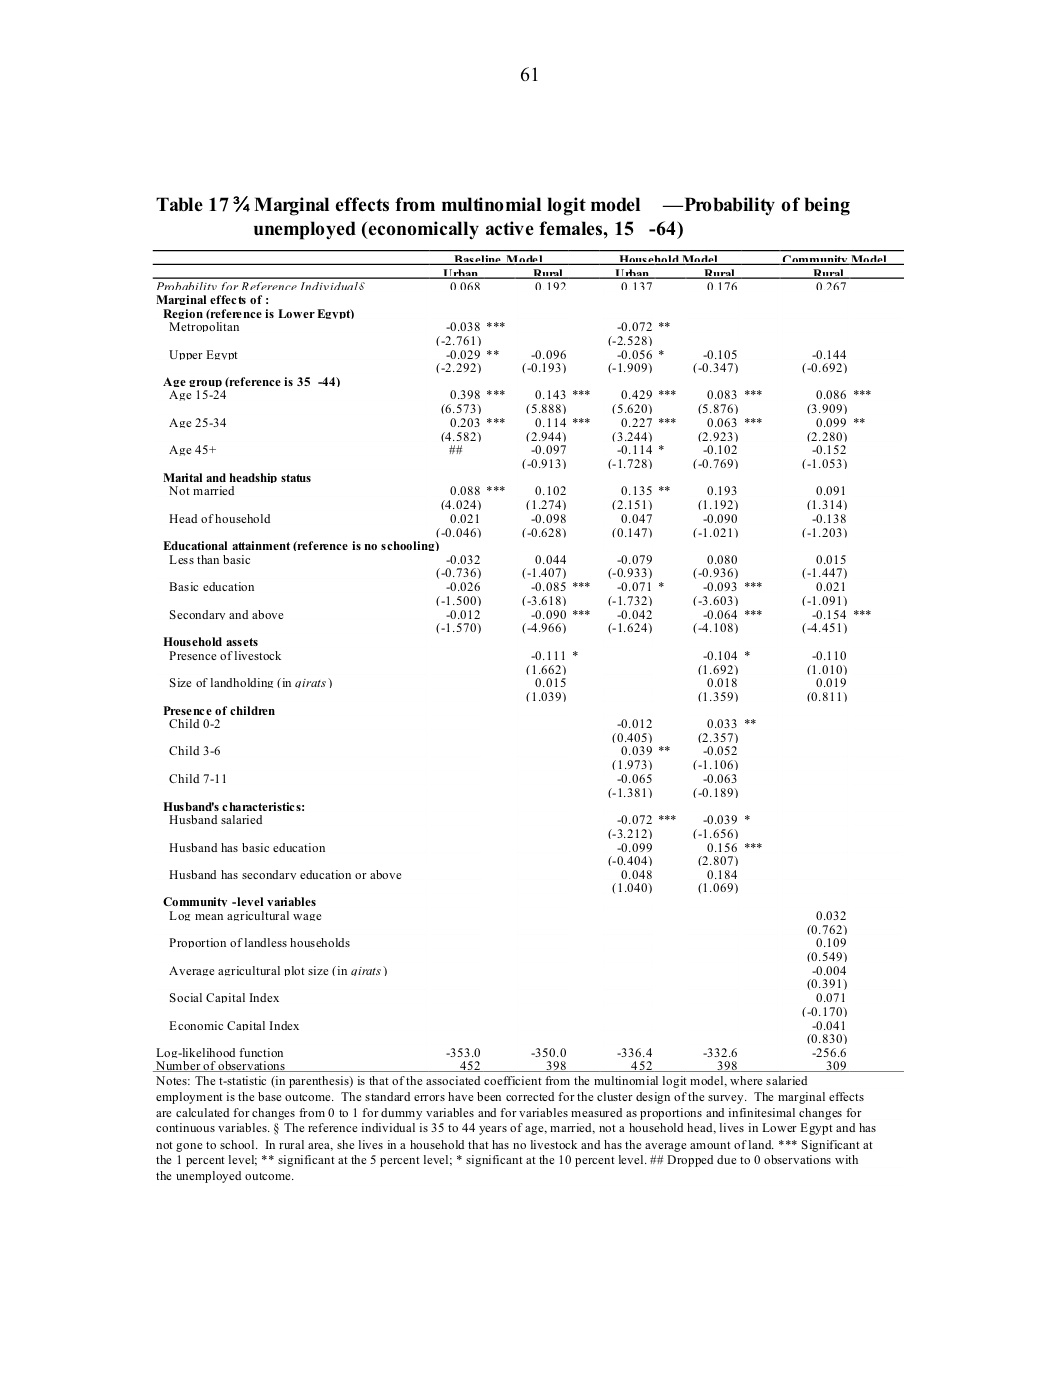 61
Table 17 ¾ Marginal effects from multinomial logit model —Probability of being
unemployed (economically active females, 15 -64)
Baseline Model Household Model Community Model
Urban Rural Urban Rural Rural
Probability for Reference Individual§ 0.068 0.192 0.137 0.176 0.267
Marginal effects of :
Region (reference is Lower Egypt)
Metropolitan -0.038 *** -0.072 **
(-2.761) (-2.528)
Upper Egypt -0.029 ** -0.096 -0.056 * -0.105 -0.144
(-2.292) (-0.193) (-1.909) (-0.347) (-0.692)
Age group (reference is 35 -44)
Age 15-24 0.398 *** 0.143 *** 0.429 *** 0.083 *** 0.086 ***
(6.573) (5.888) (5.620) (5.876) (3.909)
Age 25-34 0.203 *** 0.114 *** 0.227 *** 0.063 *** 0.099 **
(4.582) (2.944) (3.244) (2.923) (2.280)
Age 45+ ## -0.097 -0.114 * -0.102 -0.152
(-0.913) (-1.728) (-0.769) (-1.053)
Marital and headship status
Not married 0.088 *** 0.102 0.135 ** 0.193 0.091
(4.024) (1.274) (2.151) (1.192) (1.314)
Head of household 0.021 -0.098 0.047 -0.090 -0.138
(-0.046) (-0.628) (0.147) (-1.021) (-1.203)
Educational attainment (reference is no schooling)
Less than basic -0.032 0.044 -0.079 0.080 0.015
(-0.736) (-1.407) (-0.933) (-0.936) (-1.447)
Basic education -0.026 -0.085 *** -0.071 * -0.093 *** 0.021
(-1.500) (-3.618) (-1.732) (-3.603) (-1.091)
Secondary and above -0.012 -0.090 *** -0.042 -0.064 *** -0.154 ***
(-1.570) (-4.966) (-1.624) (-4.108) (-4.451)
Household assets
Presence of livestock -0.111 * -0.104 * -0.110
(1.662) (1.692) (1.010)
Size of landholding (in qirats) 0.015 0.018 0.019
(1.039) (1.359) (0.811)
Presence of children
Child 0-2 -0.012 0.033 **
(0.405) (2.357)
Child 3-6 0.039 ** -0.052
(1.973) (-1.106)
Child 7-11 -0.065 -0.063
(-1.381) (-0.189)
Husband's characteristics:
Husband salaried -0.072 *** -0.039 *
(-3.212) (-1.656)
Husband has basic education -0.099 0.156 ***
(-0.404) (2.807)
Husband has secondary education or above 0.048 0.184
(1.040) (1.069)
Community -level variables
Log mean agricultural wage 0.032
(0.762)
Proportion of landless households 0.109
(0.549)
Average agricultural plot size (in qirats) -0.004
(0.391)
Social Capital Index 0.071
(-0.170)
Economic Capital Index -0.041
(0.830)
Log-likelihood function -353.0 -350.0 -336.4 -332.6 -256.6
Number of observations 452 398 452 398 309
Notes: The t-statistic (in parenthesis) is that of the associated coefficient from the multinomial logit model, where salaried
employment is the base outcome. The standard errors have been corrected for the cluster design of the survey. The marginal effects
are calculated for changes from 0 to 1 for dummy variables and for variables measured as proportions and infinitesimal changes for
continuous variables. § The reference individual is 35 to 44 years of age, married, not a household head, lives in Lower Egypt and has
not gone to school. In rural area, she lives in a household that has no livestock and has the average amount of land. *** Significant at
the 1 percent level; ** significant at the 5 percent level; * significant at the 10 percent level. ## Dropped due to 0 observations with
the unemployed outcome.